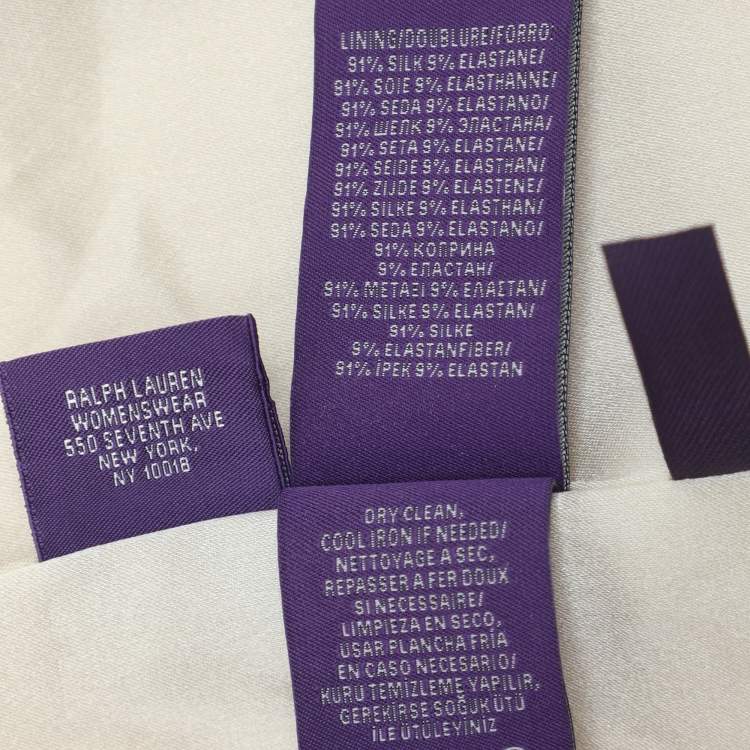 LINING/DOUBLURE/FORRO:
91% SILK 9% ELASTANE/
91% SOIE 9% ELASTHANNE/
91% SEDA 9% ELASTANO/
91% ШЕЛК 9% ЭЛАСТАНА/
91% SETA 9% ELASTANE/
91% SEIDE 9% ELASTHAN/
91% ZIJDE 9% ELASTENE/
91% SILKE 9% ELASTHAN/
91% SEDA 9% ELASTANO/
91% КОПРИНА
9% ЕЛАСТАН/
91% ΜΕΤΑΞΙ 9% ΕΛΑΣΤΑΝ/
91% SILKE 9% ELASTAN/
91% SILKE
9% ELASTANFIBER/
91% İPEK 9% ELASTAN
RALPH LAUREN
WOMENSWEAR
550 SEVENTH AVE
NEW YORK,
NY 10018
DRY CLEAN,
COOL IRON IF NEEDED/
NETTOYAGE A SEC,
REPASSER A FER DOUX
SI NECESSAIRE/
LIMPIEZA EN SECO,
USAR PLANCHA FRÍA
EN CASO NECESARIO/
KURU TEMİZLEME YAPILIR,
GEREKİRSE SOĞUK ÜTÜ
İLE ÜTÜLEYİNİZ